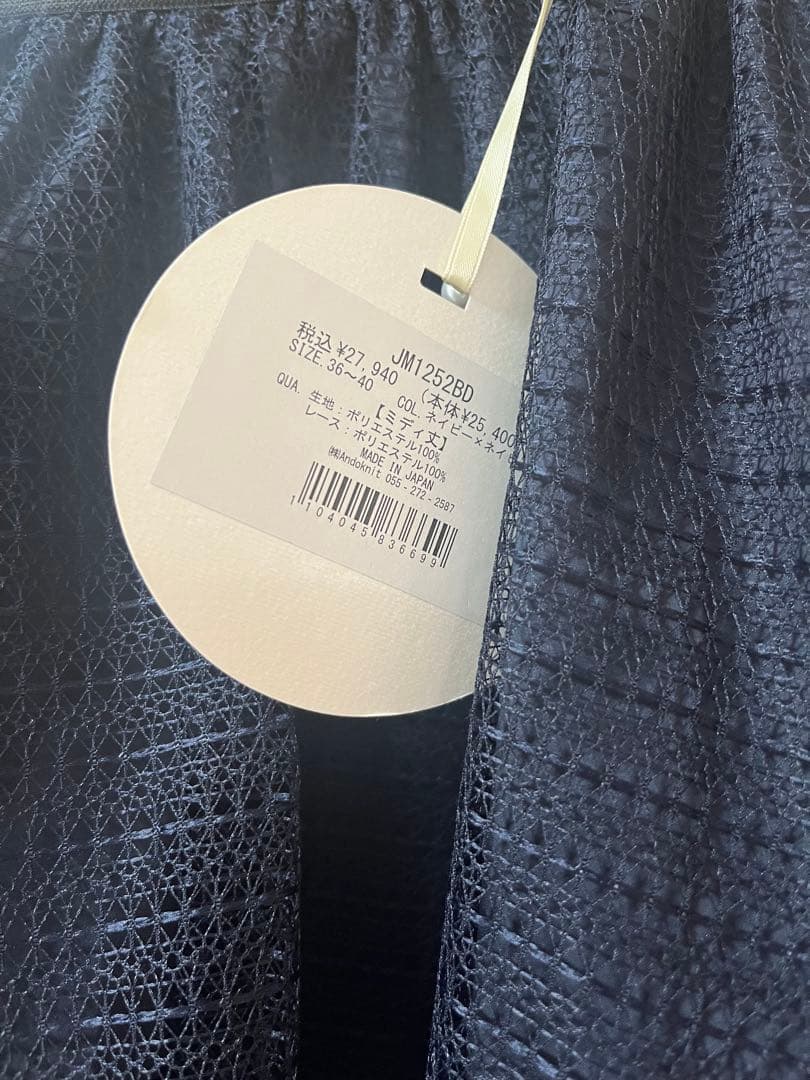 JM1252BD
税込 ¥27,940 (本体¥25,400
SIZE.36～40 COL.ネイビー×ネイ
【ミディ丈】
QUA. 生地:ポリエステル100%
レース:ポリエステル100%
MADE IN JAPAN
㈱Andoknit 055-272-2587
1104045836699